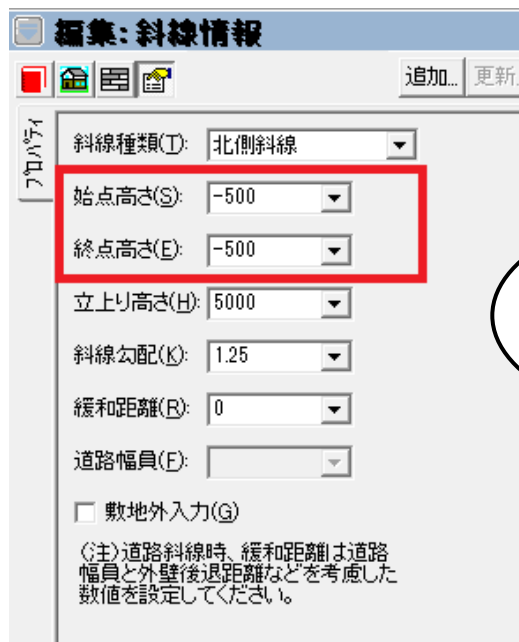 編集:斜線情報
追加... 更新
プロパティ
斜線種類(T): 北側斜線
始点高さ(S): -500
終点高さ(E): -500
立上り高さ(H): 5000
斜線勾配(K): 1.25
緩和距離(R): 0
道路幅員(F):
敷地外入力(G)
(注)道路斜線時、緩和距離は道路
幅員と外壁後退距離などを考慮した
数値を設定してください。